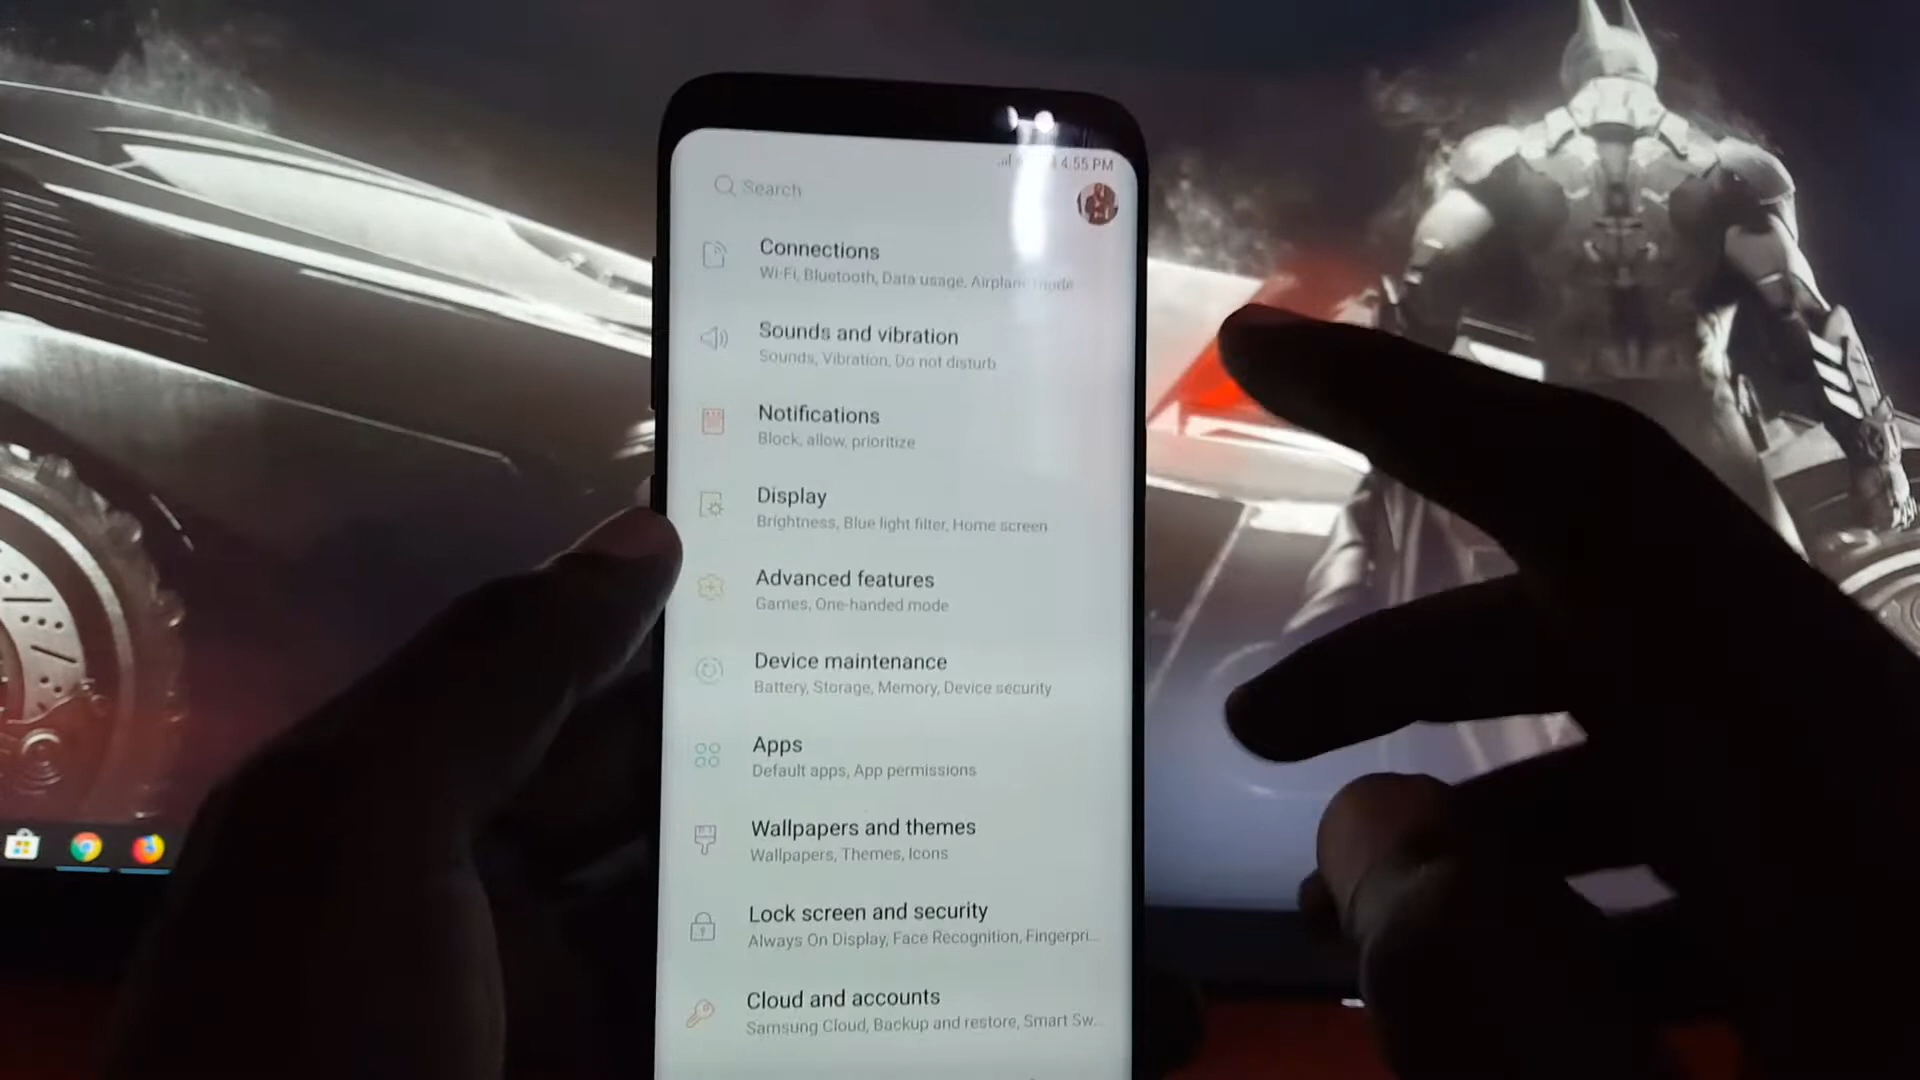 4:55 PM
Search
Connections
Wi-Fi, Bluetooth, Data usage, Airplane mode
Sounds and vibration
Sounds, Vibration, Do not disturb
Notifications
Block, allow, prioritize
Display
Brightness, Blue light filter, Home screen
Advanced features
Games, One-handed mode
Device maintenance
Battery, Storage, Memory, Device security
Apps
Default apps, App permissions
Wallpapers and themes
Wallpapers, Themes, Icons
Lock screen and security
Always On Display, Face Recognition, Fingerpri...
Cloud and accounts
Samsung Cloud, Backup and restore, Smart Sw...